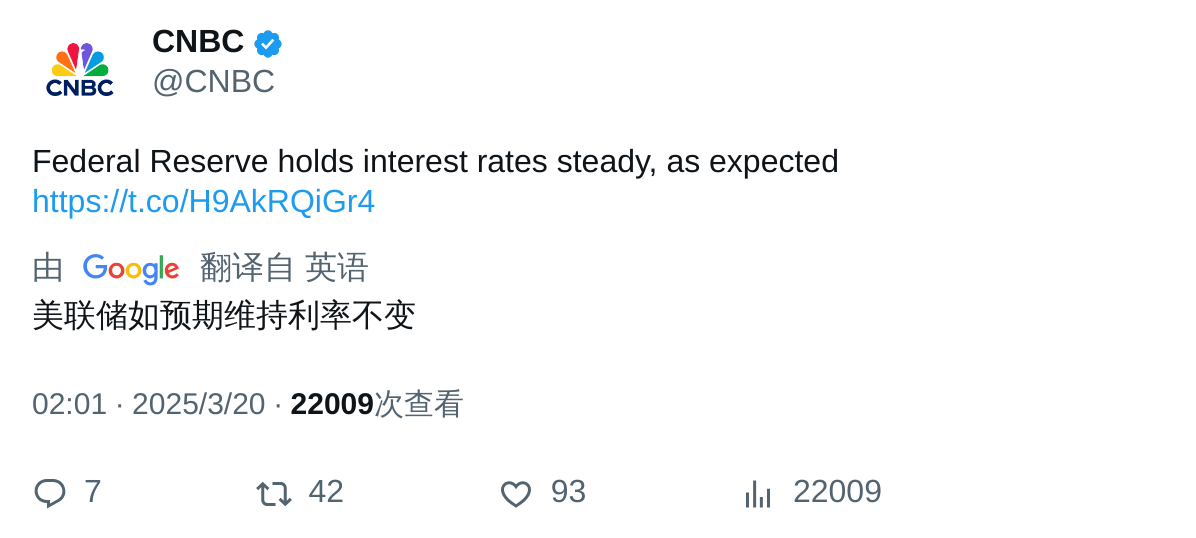 CNBC
CNBC
@CNBC
Federal Reserve holds interest rates steady, as expected
https://t.co/H9AkRQiGr4
由 Google 翻译自 英语
美联储如预期维持利率不变
02:01 · 2025/3/20 · 22009次查看
7 42 93 22009